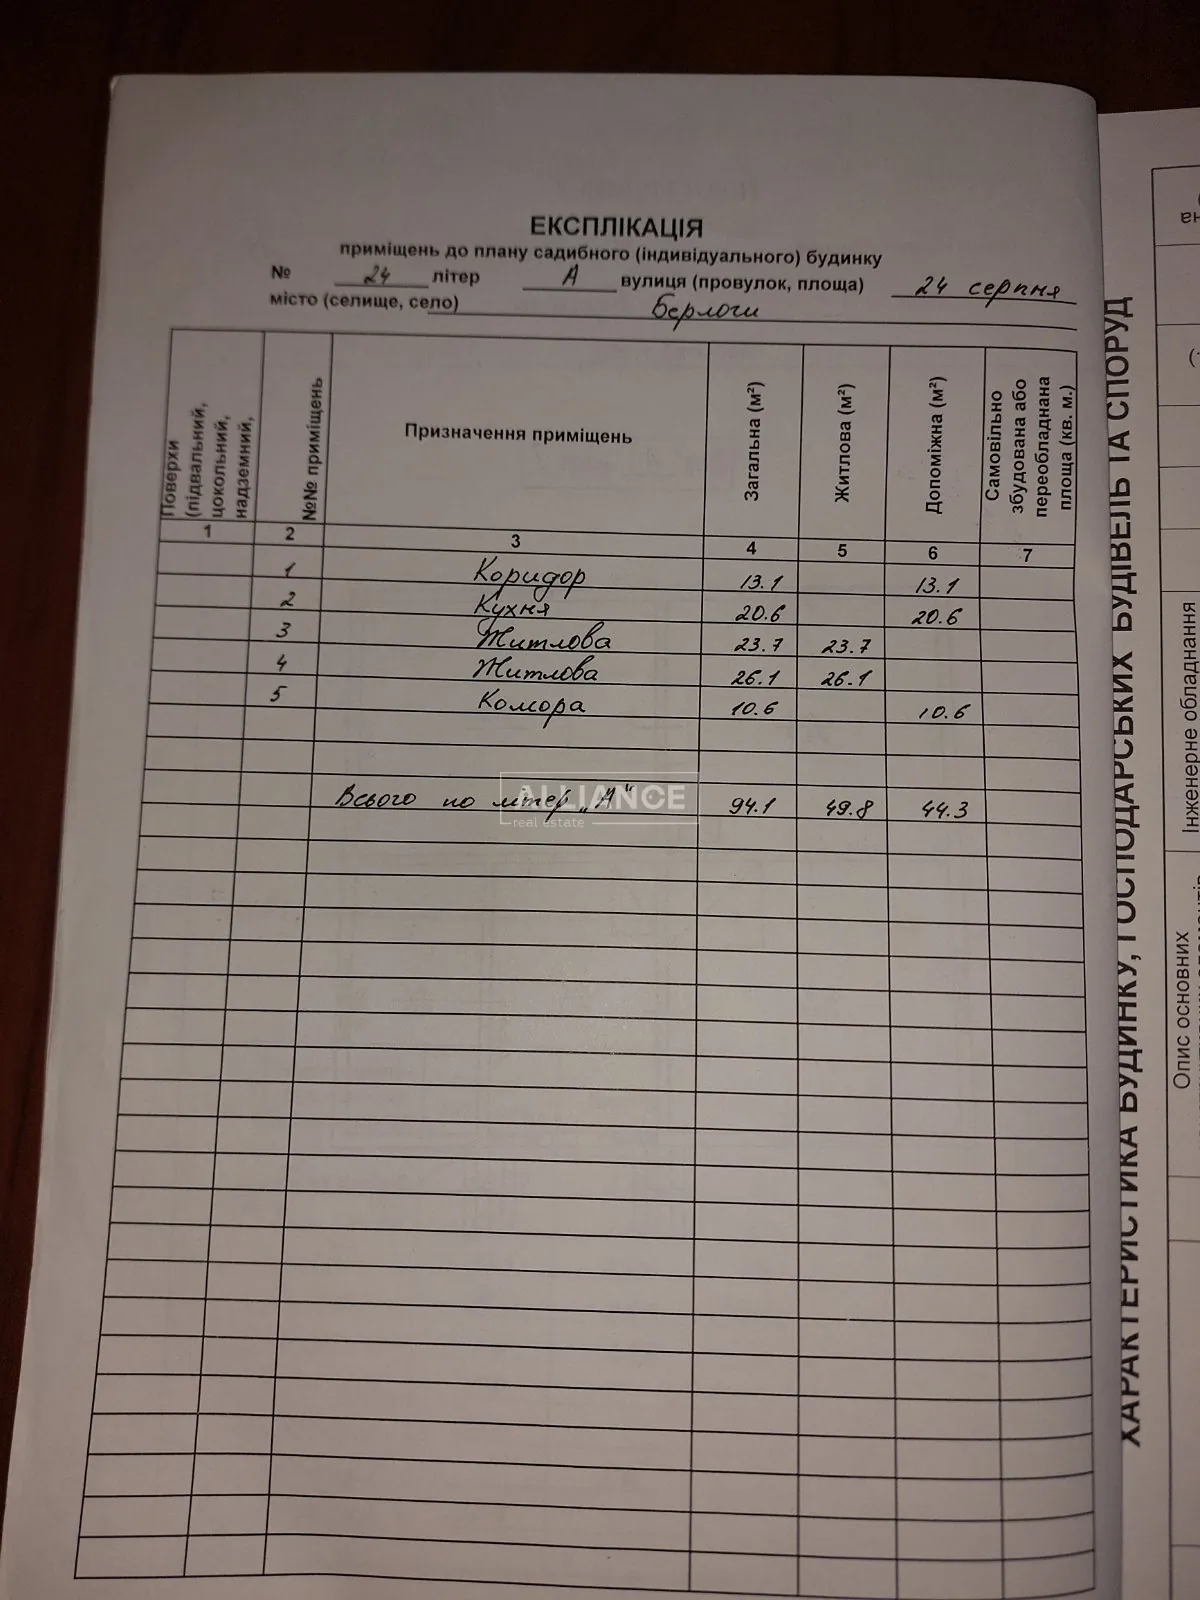 ЕКСПЛІКАЦІЯ
приміщень до плану садибного (індивідуального) будинку
№ 24 літер А вулиця (провулок, площа) 24 серпня
місто (селище, село) Берлоги
Поверхи (підвальний, цокольний, надземний,
№№ приміщень
Призначення приміщень
Загальна (м²)
Житлова (м²)
Допоміжна (м²)
Самовільно збудована або переобладнана площа (кв. м.)
1 2 3 4 5 6 7
1 Коридор 13.1 13.1
2 Кухня 20.6 20.6
3 Житлова 23.7 23.7
4 Житлова 26.1 26.1
5 Комора 10.6 10.6
Всього по літер „А" 94.1 49.8 44.3
ALLIANCE
real estate
ХАРАКТЕРИСТИКА БУДИНКУ, ГОСПОДАРСЬКИХ БУДІВЕЛЬ ТА СПОРУД
Інженерне обладнання
Опис основних